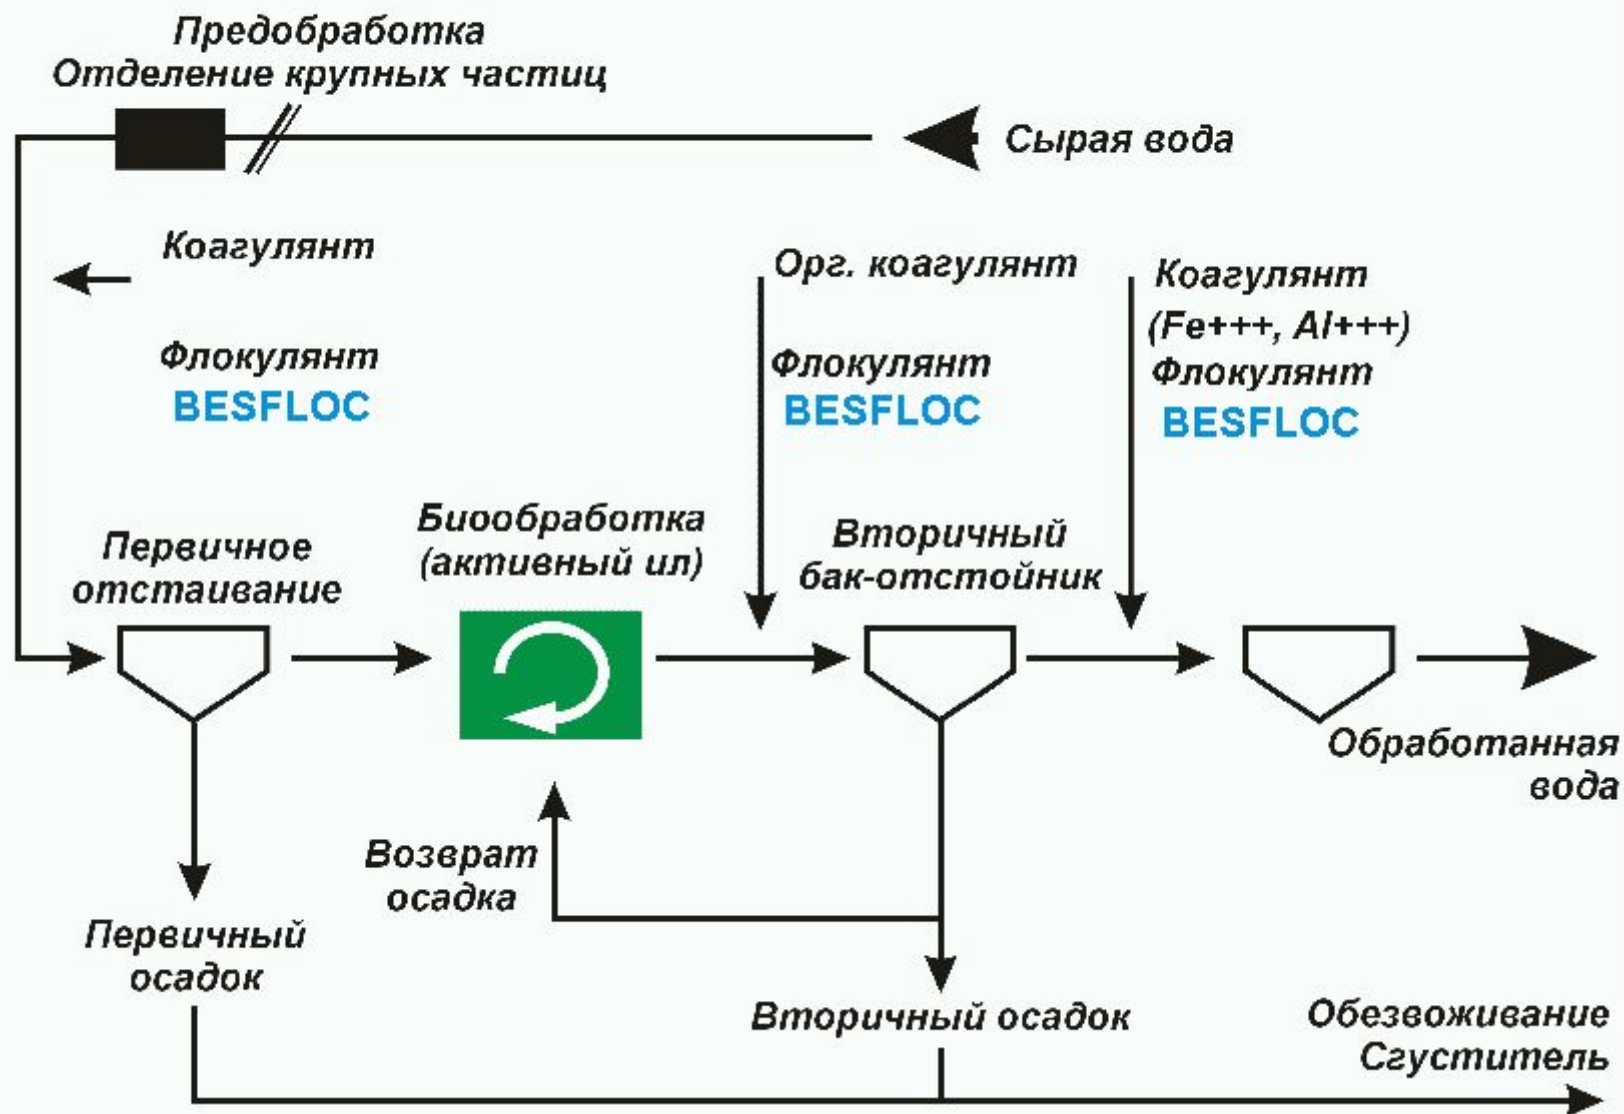 Предобработка
Отделение крупных частиц
Сырая вода
Коагулянт
Флокулянт
BESFLOC
Орг. коагулянт
Флокулянт
BESFLOC
Коагулянт
(Fe+++, Al+++)
Флокулянт
BESFLOC
Первичное
отстаивание
Биообработка
(активный ил)
Вторичный
бак-отстойник
Обработанная
вода
Возврат
осадка
Первичный
осадок
Вторичный осадок
Обезвоживание
Сгуститель